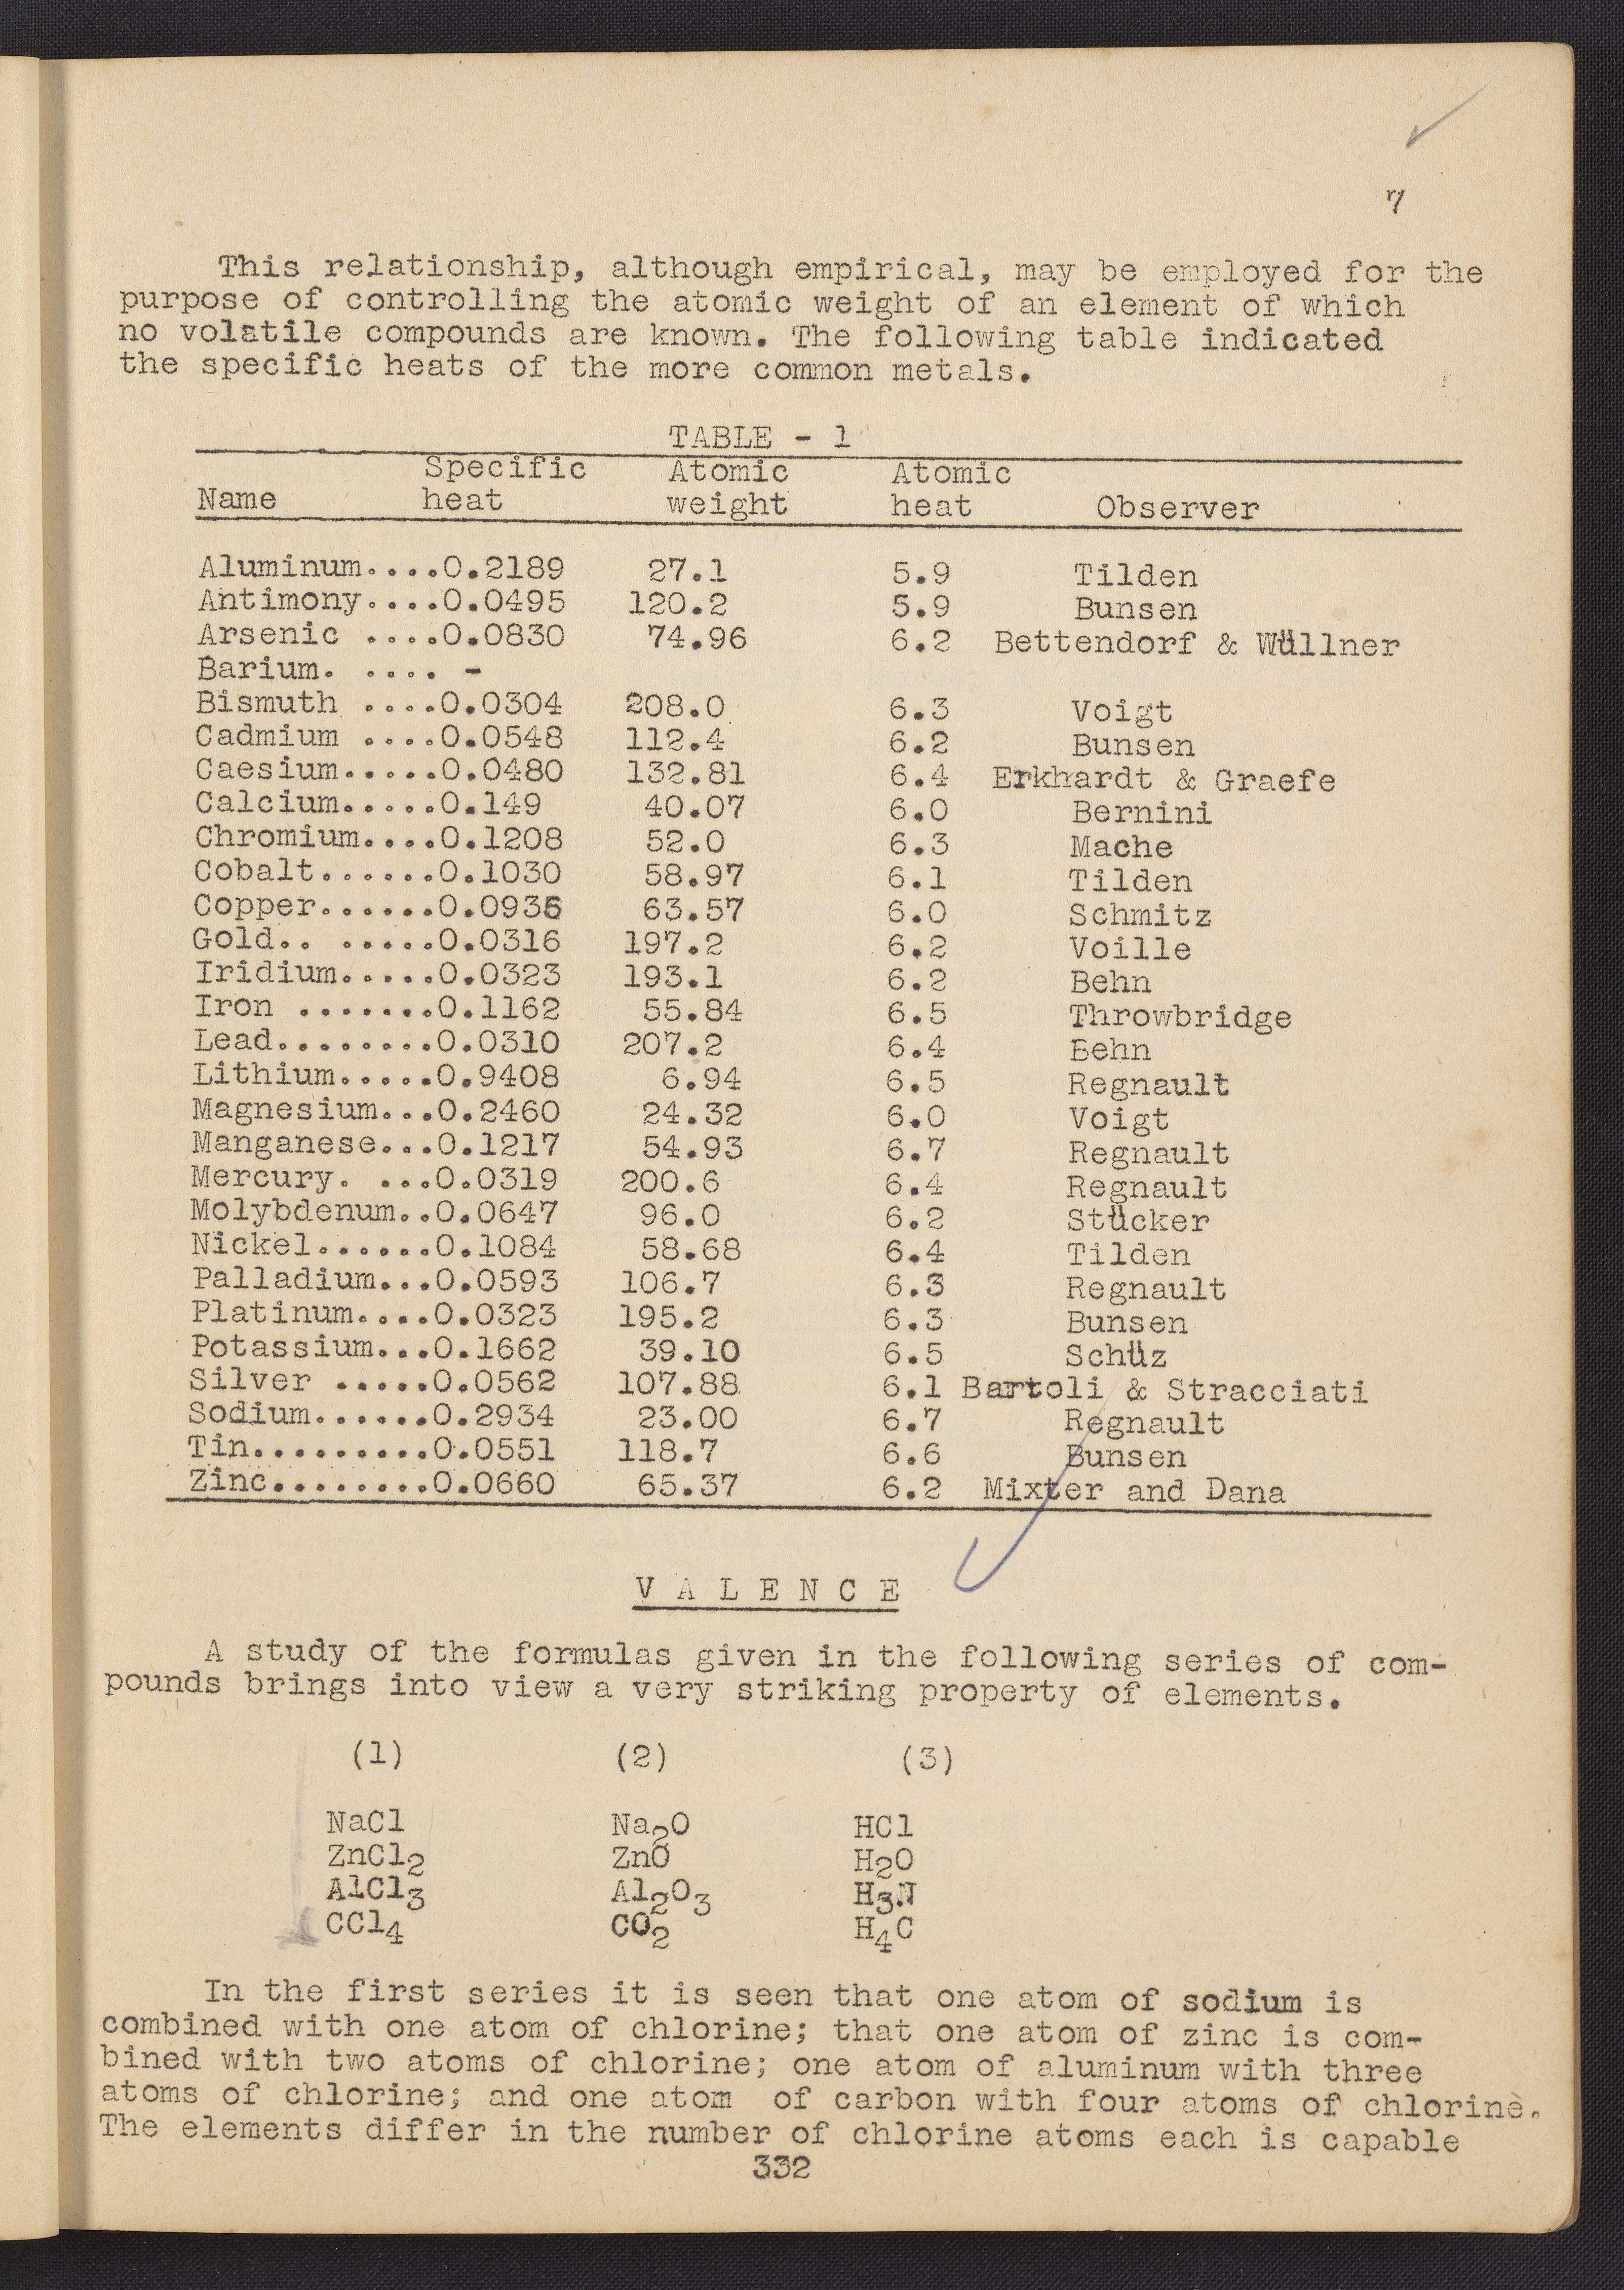 7
This relationship, although empirical, may be employed for the
purpose of controlling the atomic weight of an element of which
no volatile compounds are known. The following table indicated
the specific heats of the more common metals.
TABLE - 1
Name Specific heat Atomic weight Atomic heat Observer
Aluminum....0.2189 27.1 5.9 Tilden
Antimony....0.0495 120.2 5.9 Bunsen
Arsenic ....0.0830 74.96 6.2 Bettendorf & Wüllner
Barium. .... -
Bismuth ....0.0304 208.0 6.3 Voigt
Cadmium ....0.0548 112.4 6.2 Bunsen
Caesium.....0.0480 132.81 6.4 Erkhardt & Graefe
Calcium.....0.149 40.07 6.0 Bernini
Chromium....0.1208 52.0 6.3 Mache
Cobalt......0.1030 58.97 6.1 Tilden
Copper......0.0936 63.57 6.0 Schmitz
Gold.. .....0.0316 197.2 6.2 Voille
Iridium.....0.0323 193.1 6.2 Behn
Iron .......0.1162 55.84 6.5 Throwbridge
Lead........0.0310 207.2 6.4 Behn
Lithium.....0.9408 6.94 6.5 Regnault
Magnesium...0.2460 24.32 6.0 Voigt
Manganese...0.1217 54.93 6.7 Regnault
Mercury. ...0.0319 200.6 6.4 Regnault
Molybdenum..0.0647 96.0 6.2 Stücker
Nickel......0.1084 58.68 6.4 Tilden
Palladium...0.0593 106.7 6.3 Regnault
Platinum....0.0323 195.2 6.3 Bunsen
Potassium...0.1662 39.10 6.5 Schüz
Silver .....0.0562 107.88 6.1 Bartoli & Stracciati
Sodium......0.2934 23.00 6.7 Regnault
Tin.........0.0551 118.7 6.6 Bunsen
Zinc........0.0660 65.37 6.2 Mixter and Dana
V A L E N C E
A study of the formulas given in the following series of com-
pounds brings into view a very striking property of elements.
(1) (2) (3)
NaCl Na2O HCl
ZnCl2 ZnO H2O
AlCl3 Al2O3 H3N
CCl4 CO2 H4C
In the first series it is seen that one atom of sodium is
combined with one atom of chlorine; that one atom of zinc is com-
bined with two atoms of chlorine; one atom of aluminum with three
atoms of chlorine; and one atom of carbon with four atoms of chlorine.
The elements differ in the number of chlorine atoms each is capable
332